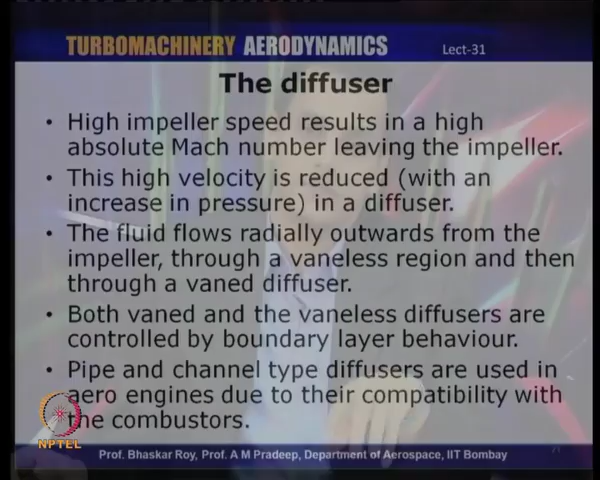 TURBOMACHINERY AERODYNAMICS Lect-31
The diffuser
• High impeller speed results in a high
absolute Mach number leaving the impeller.
• This high velocity is reduced (with an
increase in pressure) in a diffuser.
• The fluid flows radially outwards from the
impeller, through a vaneless region and then
through a vaned diffuser.
• Both vaned and the vaneless diffusers are
controlled by boundary layer behaviour.
• Pipe and channel type diffusers are used in
aero engines due to their compatibility with
the combustors.
NPTEL
Prof. Bhaskar Roy, Prof. A M Pradeep, Department of Aerospace, IIT Bombay